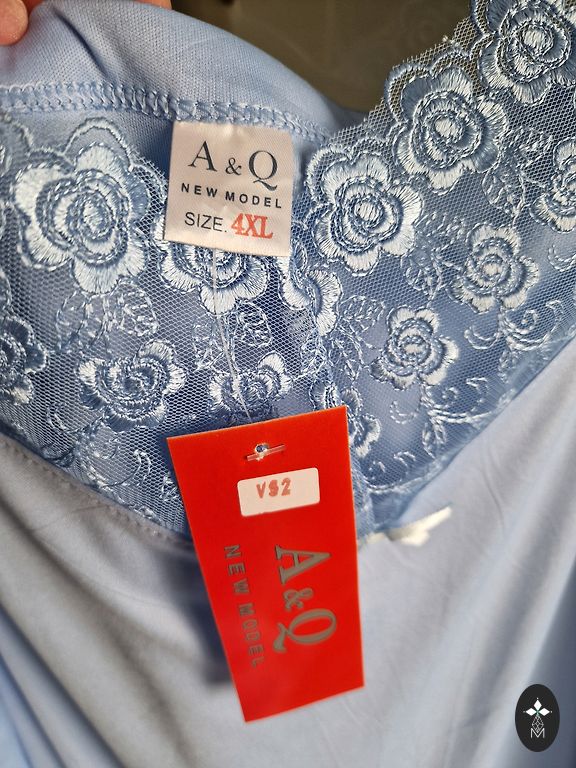 A & Q
NEW MODEL
SIZE. 4XL
VS2
A & Q
NEW MODEL
M